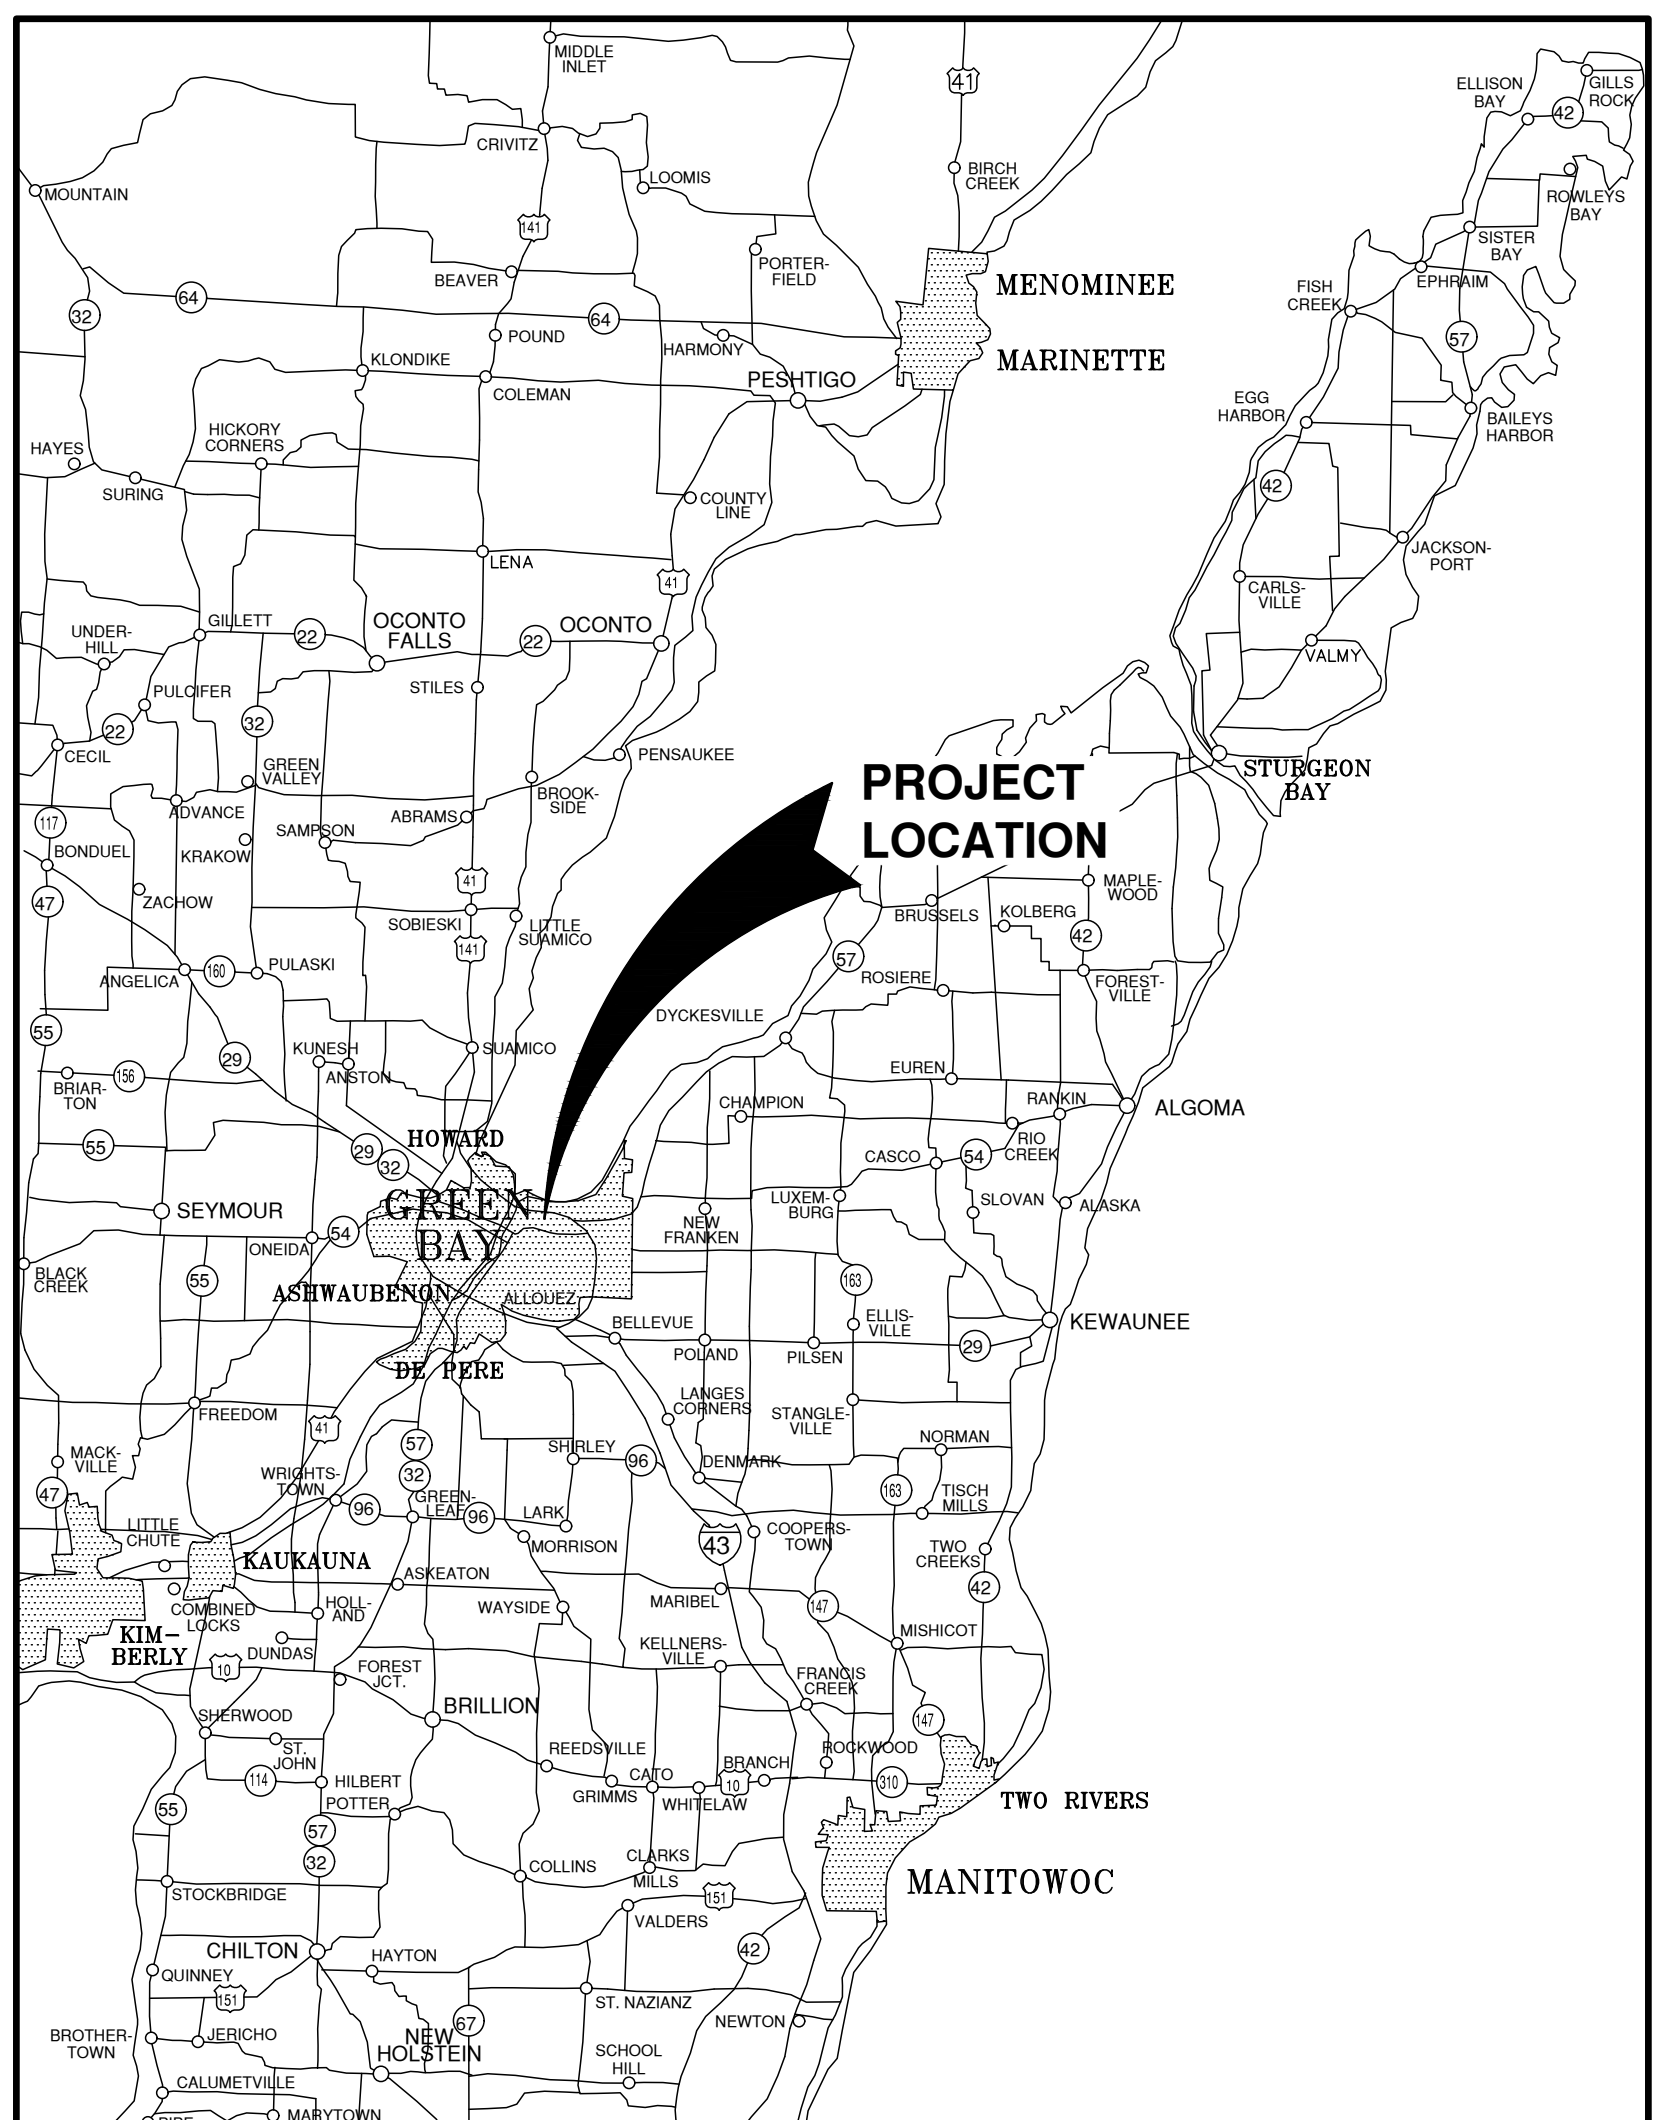 MIDDLE
INLET
41
ELLISON
BAY
GILLS
ROCK
42
CRIVITZ
BIRCH
CREEK
LOOMIS
MOUNTAIN
ROWLEYS
BAY
141
SISTER
BAY
PORTER-
FIELD
BEAVER
MENOMINEE
EPHRAIM
FISH
CREEK
64
32
64
POUND
HARMONY
57
MARINETTE
KLONDIKE
COLEMAN
PESHTIGO
EGG
HARBOR
BAILEYS
HARBOR
HICKORY
CORNERS
HAYES
SURING
42
COUNTY
LINE
JACKSON-
PORT
LENA
41
CARLS-
VILLE
GILLETT
22
OCONTO
FALLS
22
OCONTO
UNDER-
HILL
VALMY
PULCIFER
STILES
22
32
CECIL
PENSAUKEE
GREEN
VALLEY
STURGEON
BAY
PROJECT
LOCATION
BROOK-
SIDE
ADVANCE
ABRAMS
117
SAMPSON
BONDUEL
KRAKOW
41
MAPLE-
WOOD
47
ZACHOW
BRUSSELS
KOLBERG
SOBIESKI
LITTLE
SUAMICO
42
141
57
PULASKI
ANGELICA
160
ROSIERE
FOREST-
VILLE
DYCKESVILLE
55
29
KUNESH
SUAMICO
ANSTON
156
BRIAR-
TON
EUREN
CHAMPION
RANKIN
ALGOMA
55
HOWARD
29
32
RIO
CREEK
CASCO
54
GREEN
BAY
LUXEM-
BURG
SLOVAN
ALASKA
SEYMOUR
NEW
FRANKEN
54
ONEIDA
BLACK
CREEK
55
163
ASHWAUBENON
ALLOUEZ
BELLEVUE
ELLIS-
VILLE
KEWAUNEE
29
POLAND
PILSEN
DE PERE
LANGES
CORNERS
FREEDOM
41
STANGLE-
VILLE
57
NORMAN
SHIRLEY
96
DENMARK
MACK-
VILLE
WRIGHTS-
TOWN
32
47
163
TISCH
MILLS
96
GREEN-
LEAF
96
LARK
LITTLE
CHUTE
MORRISON
43
COOPERS-
TOWN
TWO
CREEKS
KAUKAUNA
ASKEATON
42
COMBINED
LOCKS
HOLL-
AND
WAYSIDE
MARIBEL
147
KIM-
BERLY
MISHICOT
DUNDAS
KELLNERS-
VILLE
10
FOREST
JCT.
FRANCIS
CREEK
BRILLION
SHERWOOD
147
ST.
JOHN
REEDSVILLE
ROCKWOOD
BRANCH
114
HILBERT
CATO
10
310
GRIMMS
WHITELAW
POTTER
TWO RIVERS
55
57
32
CLARKS
MILLS
COLLINS
STOCKBRIDGE
MANITOWOC
151
VALDERS
42
CHILTON
HAYTON
QUINNEY
151
ST. NAZIANZ
67
NEWTON
BROTHER-
TOWN
JERICHO
NEW
HOLSTEIN
SCHOOL
HILL
CALUMETVILLE
MARYTOWN